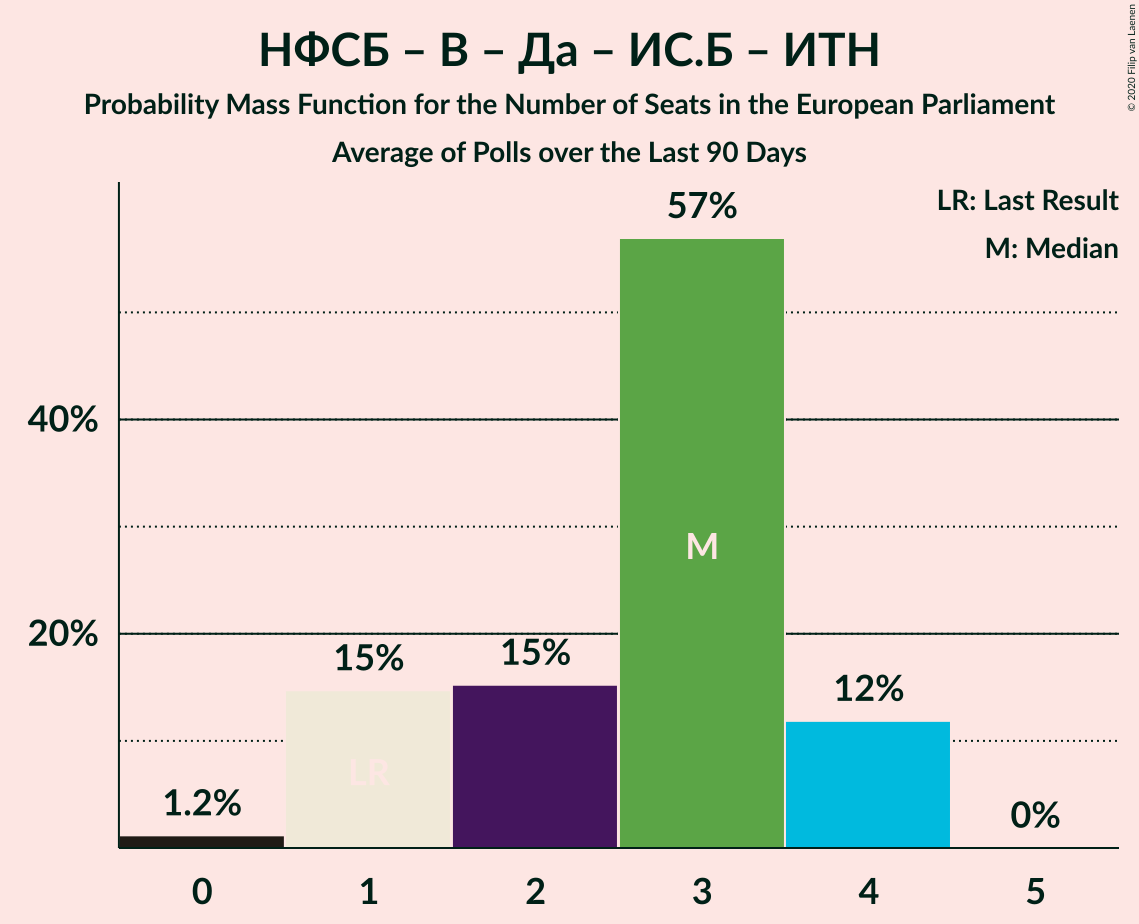 НФСБ – В – Да – ИС.Б – ИТН
Probability Mass Function for the Number of Seats in the European Parliament
Average of Polls over the Last 90 Days
© 2020 Filip van Laenen
LR: Last Result
M: Median
57%
40%
M
20%
15%
15%
12%
LR
1.2%
0%
0 1 2 3 4 5